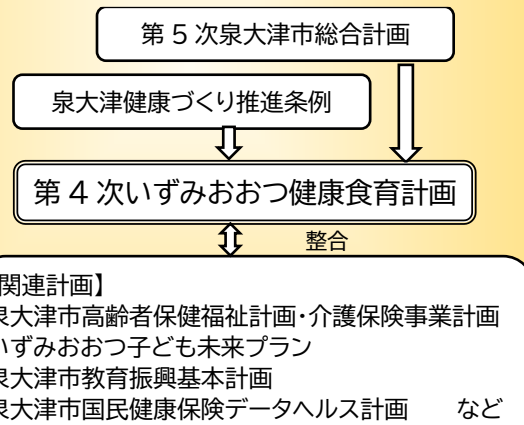 第5次泉大津市総合計画
泉大津健康づくり推進条例
第4次いずみおおつ健康食育計画
整合
関連計画】
泉大津市高齢者保健福祉計画・介護保険事業計画
いずみおおつ子ども未来プラン
泉大津市教育振興基本計画
泉大津市国民健康保険データヘルス計画 など